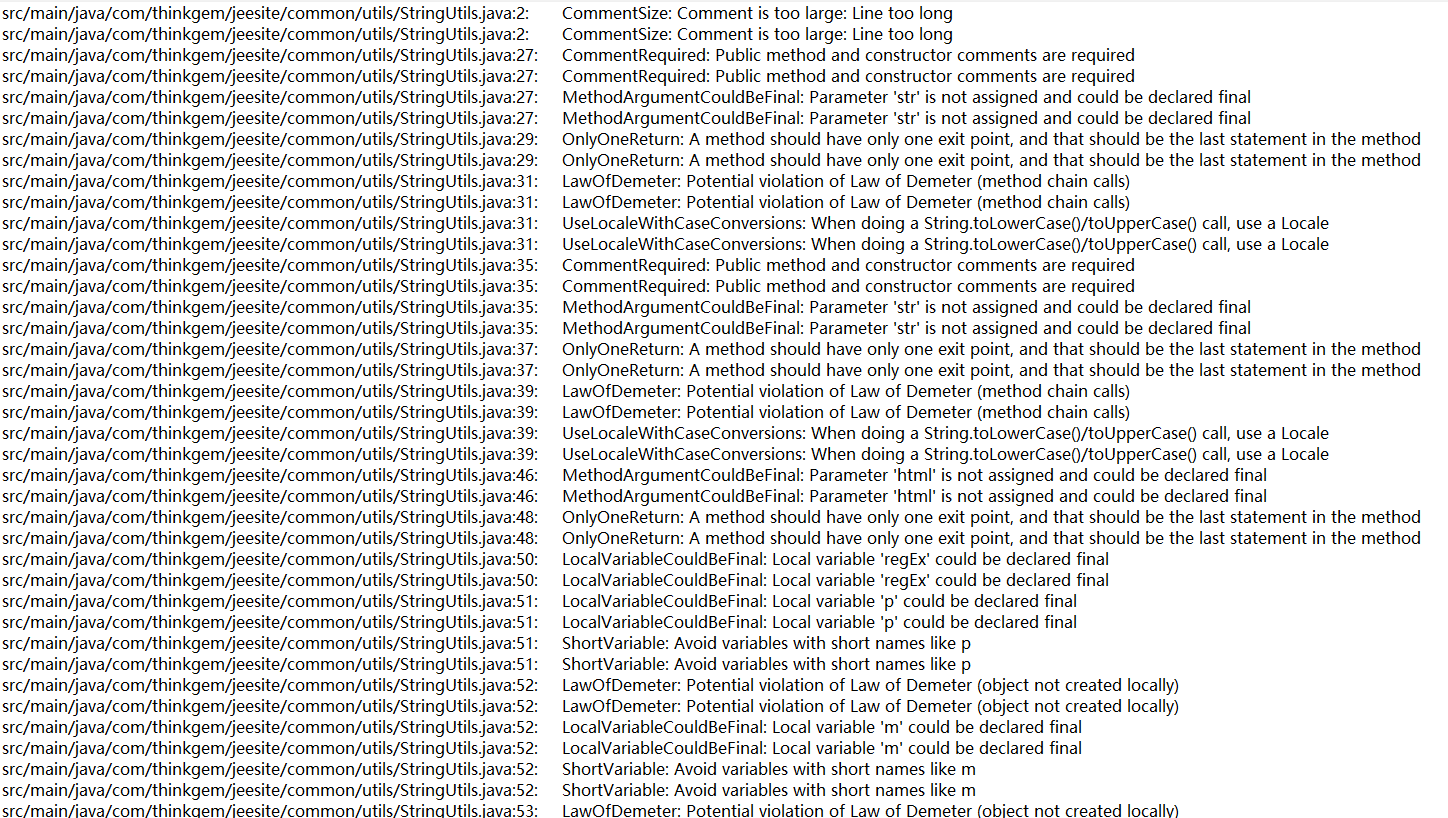 src/main/java/com/thinkgem/jeesite/common/utils/StringUtils.java:2: CommentSize: Comment is too large: Line too long
src/main/java/com/thinkgem/jeesite/common/utils/StringUtils.java:2: CommentSize: Comment is too large: Line too long
src/main/java/com/thinkgem/jeesite/common/utils/StringUtils.java:27: CommentRequired: Public method and constructor comments are required
src/main/java/com/thinkgem/jeesite/common/utils/StringUtils.java:27: CommentRequired: Public method and constructor comments are required
src/main/java/com/thinkgem/jeesite/common/utils/StringUtils.java:27: MethodArgumentCouldBeFinal: Parameter 'str' is not assigned and could be declared final
src/main/java/com/thinkgem/jeesite/common/utils/StringUtils.java:27: MethodArgumentCouldBeFinal: Parameter 'str' is not assigned and could be declared final
src/main/java/com/thinkgem/jeesite/common/utils/StringUtils.java:29: OnlyOneReturn: A method should have only one exit point, and that should be the last statement in the method
src/main/java/com/thinkgem/jeesite/common/utils/StringUtils.java:29: OnlyOneReturn: A method should have only one exit point, and that should be the last statement in the method
src/main/java/com/thinkgem/jeesite/common/utils/StringUtils.java:31: LawOfDemeter: Potential violation of Law of Demeter (method chain calls)
src/main/java/com/thinkgem/jeesite/common/utils/StringUtils.java:31: LawOfDemeter: Potential violation of Law of Demeter (method chain calls)
src/main/java/com/thinkgem/jeesite/common/utils/StringUtils.java:31: UseLocaleWithCaseConversions: When doing a String.toLowerCase()/toUpperCase() call, use a Locale
src/main/java/com/thinkgem/jeesite/common/utils/StringUtils.java:31: UseLocaleWithCaseConversions: When doing a String.toLowerCase()/toUpperCase() call, use a Locale
src/main/java/com/thinkgem/jeesite/common/utils/StringUtils.java:35: CommentRequired: Public method and constructor comments are required
src/main/java/com/thinkgem/jeesite/common/utils/StringUtils.java:35: CommentRequired: Public method and constructor comments are required
src/main/java/com/thinkgem/jeesite/common/utils/StringUtils.java:35: MethodArgumentCouldBeFinal: Parameter 'str' is not assigned and could be declared final
src/main/java/com/thinkgem/jeesite/common/utils/StringUtils.java:35: MethodArgumentCouldBeFinal: Parameter 'str' is not assigned and could be declared final
src/main/java/com/thinkgem/jeesite/common/utils/StringUtils.java:37: OnlyOneReturn: A method should have only one exit point, and that should be the last statement in the method
src/main/java/com/thinkgem/jeesite/common/utils/StringUtils.java:37: OnlyOneReturn: A method should have only one exit point, and that should be the last statement in the method
src/main/java/com/thinkgem/jeesite/common/utils/StringUtils.java:39: LawOfDemeter: Potential violation of Law of Demeter (method chain calls)
src/main/java/com/thinkgem/jeesite/common/utils/StringUtils.java:39: LawOfDemeter: Potential violation of Law of Demeter (method chain calls)
src/main/java/com/thinkgem/jeesite/common/utils/StringUtils.java:39: UseLocaleWithCaseConversions: When doing a String.toLowerCase()/toUpperCase() call, use a Locale
src/main/java/com/thinkgem/jeesite/common/utils/StringUtils.java:39: UseLocaleWithCaseConversions: When doing a String.toLowerCase()/toUpperCase() call, use a Locale
src/main/java/com/thinkgem/jeesite/common/utils/StringUtils.java:46: MethodArgumentCouldBeFinal: Parameter 'html' is not assigned and could be declared final
src/main/java/com/thinkgem/jeesite/common/utils/StringUtils.java:46: MethodArgumentCouldBeFinal: Parameter 'html' is not assigned and could be declared final
src/main/java/com/thinkgem/jeesite/common/utils/StringUtils.java:48: OnlyOneReturn: A method should have only one exit point, and that should be the last statement in the method
src/main/java/com/thinkgem/jeesite/common/utils/StringUtils.java:48: OnlyOneReturn: A method should have only one exit point, and that should be the last statement in the method
src/main/java/com/thinkgem/jeesite/common/utils/StringUtils.java:50: LocalVariableCouldBeFinal: Local variable 'regEx' could be declared final
src/main/java/com/thinkgem/jeesite/common/utils/StringUtils.java:50: LocalVariableCouldBeFinal: Local variable 'regEx' could be declared final
src/main/java/com/thinkgem/jeesite/common/utils/StringUtils.java:51: LocalVariableCouldBeFinal: Local variable 'p' could be declared final
src/main/java/com/thinkgem/jeesite/common/utils/StringUtils.java:51: LocalVariableCouldBeFinal: Local variable 'p' could be declared final
src/main/java/com/thinkgem/jeesite/common/utils/StringUtils.java:51: ShortVariable: Avoid variables with short names like p
src/main/java/com/thinkgem/jeesite/common/utils/StringUtils.java:51: ShortVariable: Avoid variables with short names like p
src/main/java/com/thinkgem/jeesite/common/utils/StringUtils.java:52: LawOfDemeter: Potential violation of Law of Demeter (object not created locally)
src/main/java/com/thinkgem/jeesite/common/utils/StringUtils.java:52: LawOfDemeter: Potential violation of Law of Demeter (object not created locally)
src/main/java/com/thinkgem/jeesite/common/utils/StringUtils.java:52: LocalVariableCouldBeFinal: Local variable 'm' could be declared final
src/main/java/com/thinkgem/jeesite/common/utils/StringUtils.java:52: LocalVariableCouldBeFinal: Local variable 'm' could be declared final
src/main/java/com/thinkgem/jeesite/common/utils/StringUtils.java:52: ShortVariable: Avoid variables with short names like m
src/main/java/com/thinkgem/jeesite/common/utils/StringUtils.java:52: ShortVariable: Avoid variables with short names like m
src/main/java/com/thinkgem/jeesite/common/utils/StringUtils.java:53: LawOfDemeter: Potential violation of Law of Demeter (object not created locally)